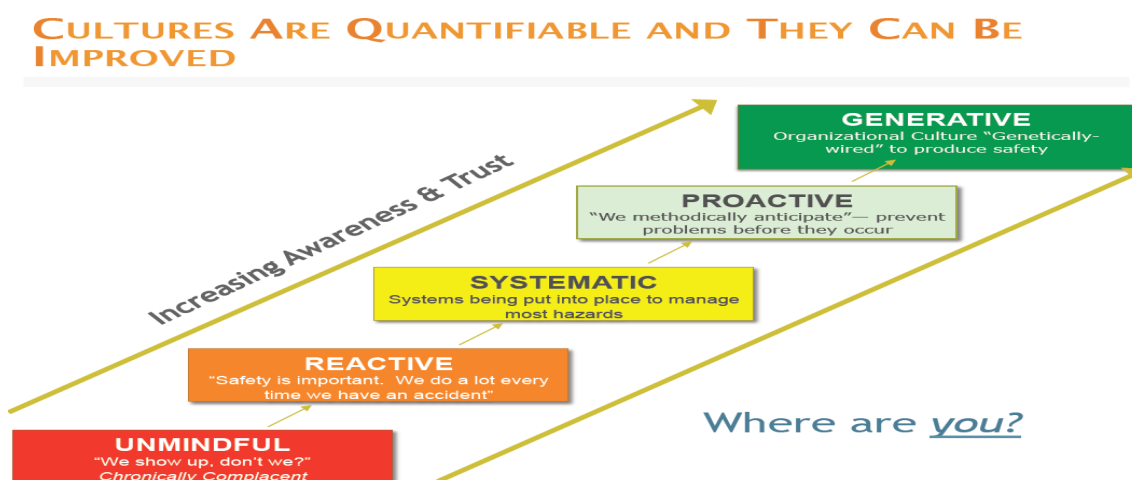 CULTURES ARE QUANTIFIABLE AND THEY CAN BE
IMPROVED
GENERATIVE
Organizational Culture “Genetically-
wired” to produce safety
PROACTIVE
“We methodically anticipate”— prevent
problems before they occur
Increasing Awareness & Trust
SYSTEMATIC
Systems being put into place to manage
most hazards
REACTIVE
“Safety is important.  We do a lot every
time we have an accident”
Where are you?
UNMINDFUL
“We show up, don’t we?”
Chronically Complacent